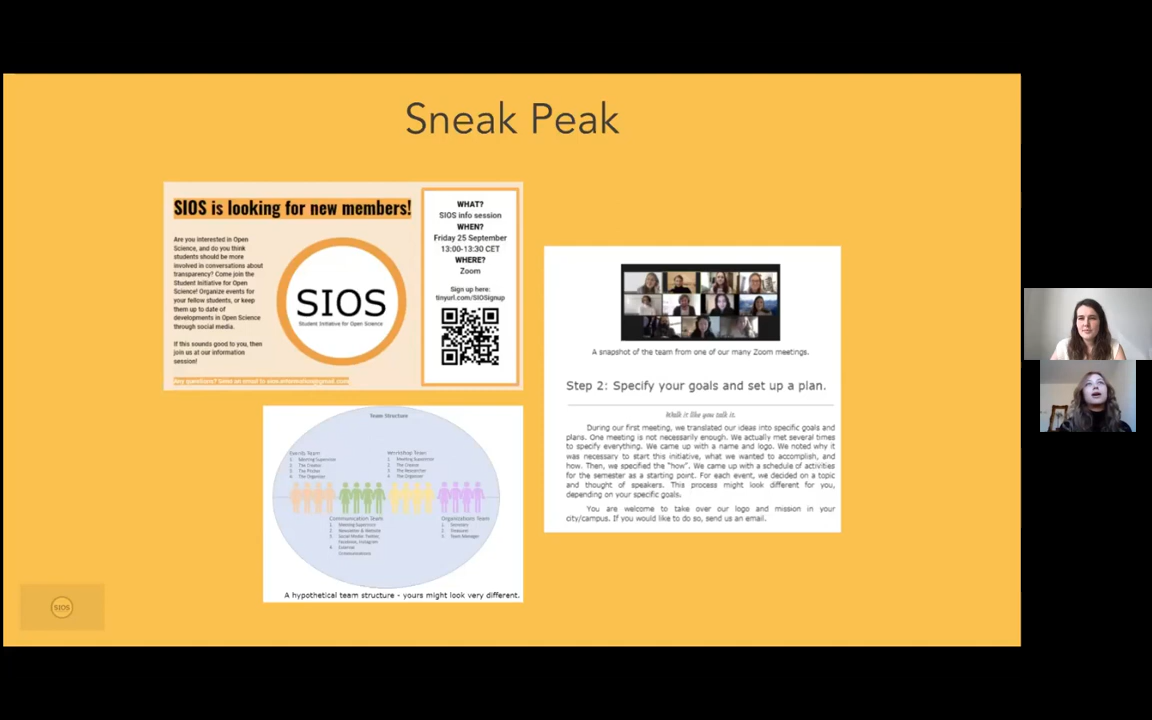 Sneak Peak
SIOS is looking for new members!
Are you interested in Open
Science, and do you think
students should be more
involved in conversations about
transparency? Come join the
Student Initiative for Open
Science! Organize events for
your fellow students, or keep
them up to date of
developments in Open Science
through social media.
If this sounds good to you, then
join us at our information
session!
Any questions? Send an email to
SIOS
Student Initiative for Open Science
WHAT?
SIOS info session
WHEN?
Friday 25 September
13:00-13:30 CET
WHERE?
Zoom
Sign up here:
tinyurl.com/SIOSignup
A snapshot of the team from one of our many Zoom meetings.
Step 2: Specify your goals and set up a plan.
Walk it like you talk it.
During our first meeting, we translated our ideas into specific goals and
plans. One meeting is not necessarily enough. We actually met several times
to specify everything. We came up with a name and logo. We noted why it
was necessary to start this initiative, what we wanted to accomplish, and
how. Then, we specified the "how". We came up with a schedule of activities
for the semester as a starting point. For each event, we decided on a topic
and thought of speakers. This process might look different for you,
depending on your specific goals.
You are welcome to take over our logo and mission in your
city/campus. If you would like to do so, send us an email.
Team Structure
Events Team
1. Meeting Supervisor
2. The Creator
3. The Pitcher
4. The Organizer
Workshop Team
1. Meeting Supervisor
2. The Creator
3. The Researcher
4. The Organizer
Communication Team
1. Meeting Supervisor
2. Newsletter & Website
3. Social Media: Twitter,
Facebook, Instagram
4. External
Communications
Organizations Team
1. Secretary
2. Treasurer
3. Team Manager
A hypothetical team structure - yours might look very different.
SIOS